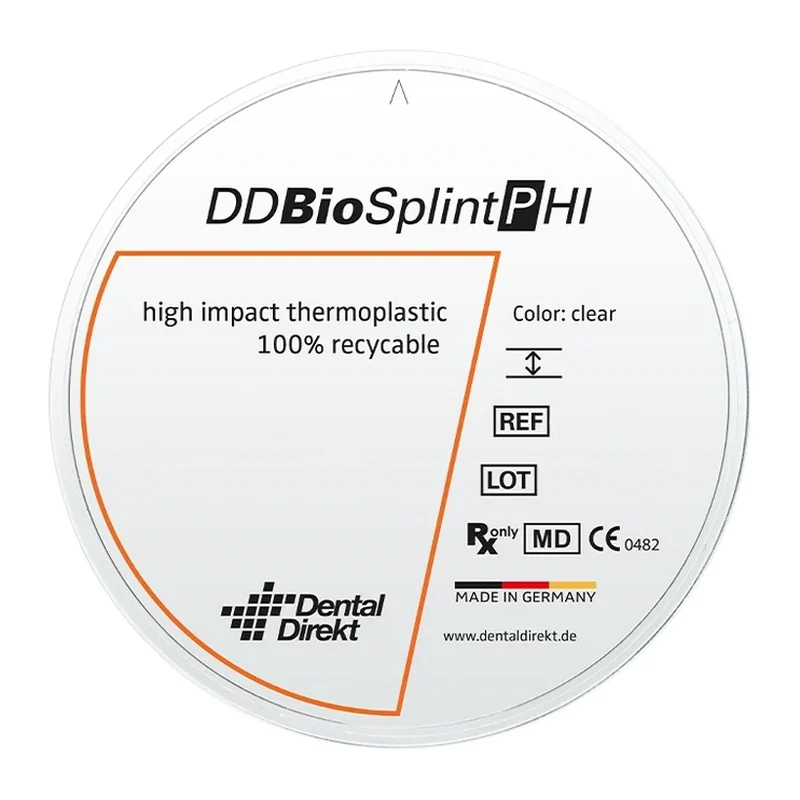 DDBioSplintPHI
high impact thermoplastic
100% recycable
Color: clear
REF
LOT
Rx only MD CE 0482
MADE IN GERMANY
Dental
Direkt
www.dentaldirekt.de